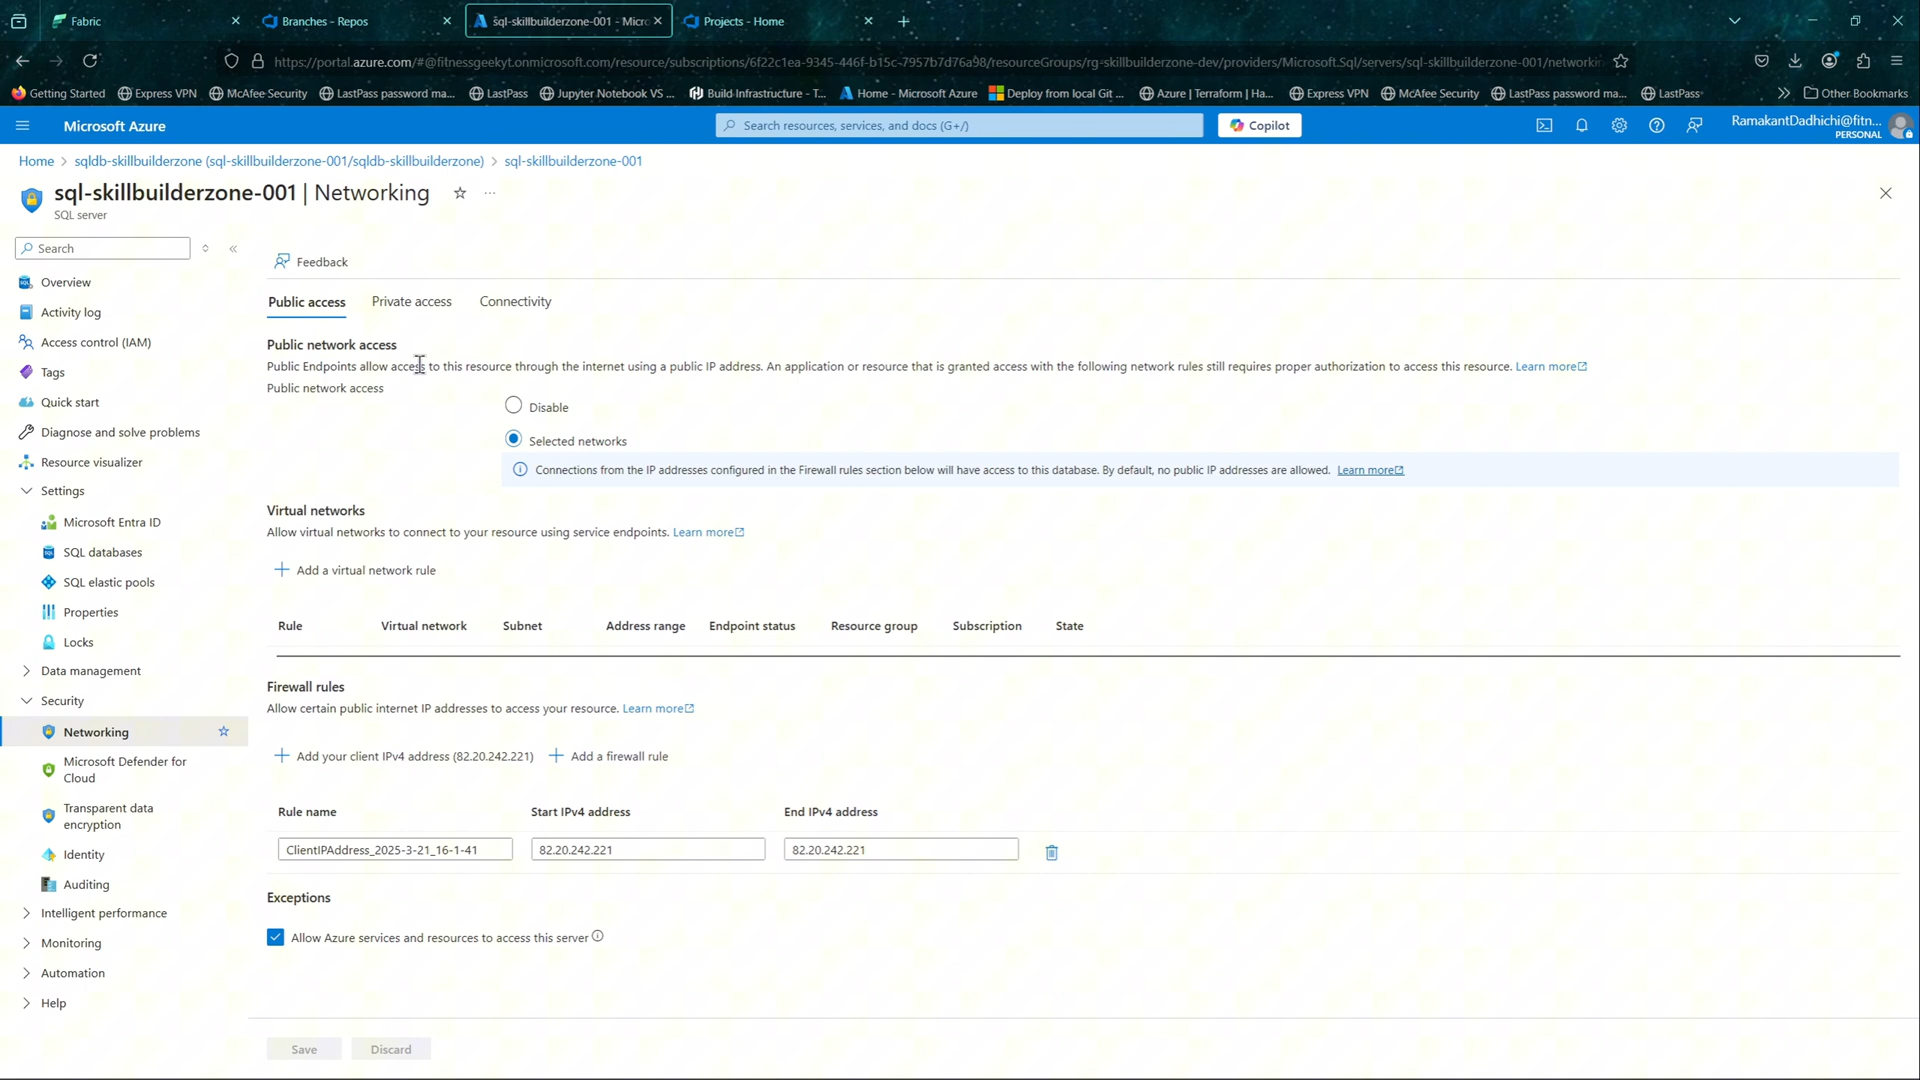 Fabric
Branches - Repos
sql-skillbuilderzone-001 - Micro
Projects - Home
https://portal.azure.com/#@fitnessgeekyt.onmicrosoft.com/resource/subscriptions/6f22c1ea-9345-446f-b15c-7957b7d76a98/resourceGroups/rg-skillbuilderzone-dev/providers/Microsoft.Sql/servers/sql-skillbuilderzone-001/networkin
Getting Started
Express VPN
McAfee Security
LastPass password ma...
LastPass
Jupyter Notebook VS ...
Build Infrastructure - T...
Home - Microsoft Azure
Deploy from local Git ...
Azure | Terraform | Ha...
Express VPN
McAfee Security
LastPass password ma...
LastPass
Other Bookmarks
Microsoft Azure
Search resources, services, and docs (G+/)
Copilot
RamakantDadhichi@fitn...
PERSONAL
Home > sqldb-skillbuilderzone (sql-skillbuilderzone-001/sqldb-skillbuilderzone) > sql-skillbuilderzone-001
sql-skillbuilderzone-001 | Networking
SQL server
Search
Overview
Activity log
Access control (IAM)
Tags
Quick start
Diagnose and solve problems
Resource visualizer
Settings
Microsoft Entra ID
SQL databases
SQL elastic pools
Properties
Locks
Data management
Security
Networking
Microsoft Defender for
Cloud
Transparent data
encryption
Identity
Auditing
Intelligent performance
Monitoring
Automation
Help
Feedback
Public access
Private access
Connectivity
Public network access
Public Endpoints allow access to this resource through the internet using a public IP address. An application or resource that is granted access with the following network rules still requires proper authorization to access this resource. Learn more
Public network access
Disable
Selected networks
Connections from the IP addresses configured in the Firewall rules section below will have access to this database. By default, no public IP addresses are allowed. Learn more
Virtual networks
Allow virtual networks to connect to your resource using service endpoints. Learn more
+ Add a virtual network rule
Rule Virtual network Subnet Address range Endpoint status Resource group Subscription State
Firewall rules
Allow certain public internet IP addresses to access your resource. Learn more
+ Add your client IPv4 address (82.20.242.221) + Add a firewall rule
Rule name Start IPv4 address End IPv4 address
ClientIPAddress_2025-3-21_16-1-41 82.20.242.221 82.20.242.221
Exceptions
Allow Azure services and resources to access this server
Save
Discard